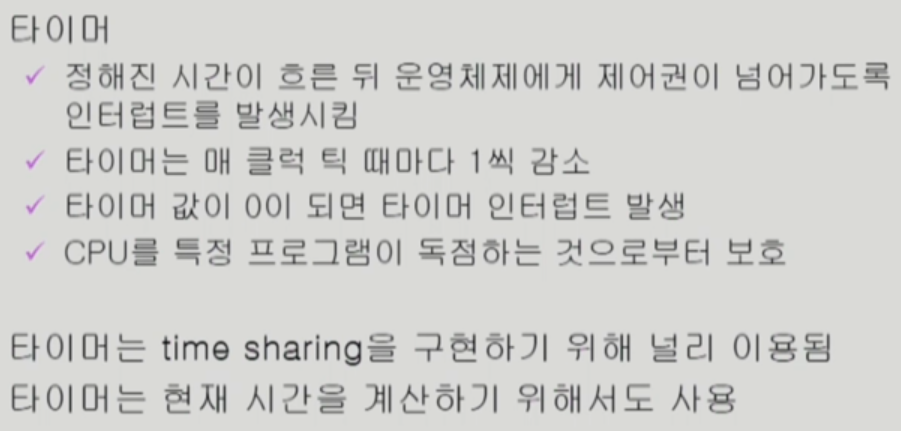 타이머
✓ 정해진 시간이 흐른 뒤 운영체제에게 제어권이 넘어가도록
인터럽트를 발생시킴
✓ 타이머는 매 클럭 틱 때마다 1씩 감소
✓ 타이머 값이 0이 되면 타이머 인터럽트 발생
✓ CPU를 특정 프로그램이 독점하는 것으로부터 보호
타이머는 time sharing을 구현하기 위해 널리 이용됨
타이머는 현재 시간을 계산하기 위해서도 사용